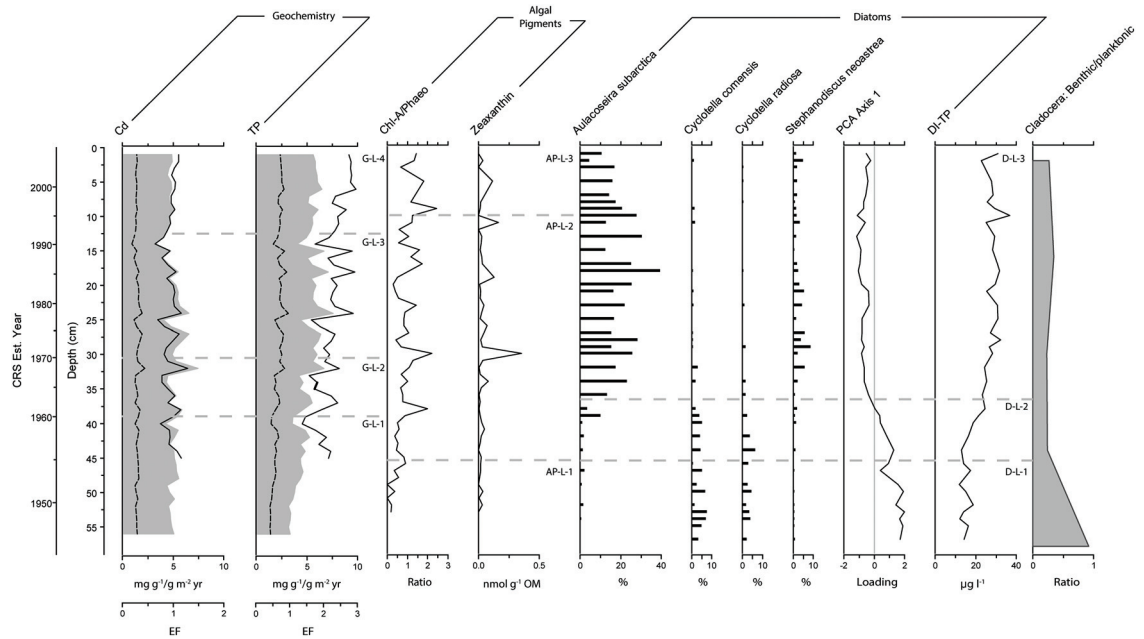 Geochemistry
Algal
Pigments
Diatoms
Cd
TP
Chl-A/Phaeo
Zeaxanthin
Aulacoseira subarctica
Cyclotella comensis
Cyclotella radiosa
Stephanodiscus neoastrea
PCA Axis 1
DI-TP
Cladocera: Benthic/planktonic
CRS Est. Year
2000
1990
1980
1970
1960
1950
Depth (cm)
0
5
10
15
20
25
30
35
40
45
50
55
G-L-4
G-L-3
G-L-2
G-L-1
AP-L-3
AP-L-2
AP-L-1
D-L-3
D-L-2
D-L-1
0 5 10
0 5 10
0 0.5 1 1.5 2 2.5 3
0 0.5
0 20 40
0 10
0 10
0 10
-2 0 2
0 20 40
0 1
mg g⁻¹/g m⁻² yr
mg g⁻¹/g m⁻² yr
Ratio
nmol g⁻¹ OM
%
%
%
%
Loading
µg l⁻¹
Ratio
0 1 2
0 1 2 3
EF
EF